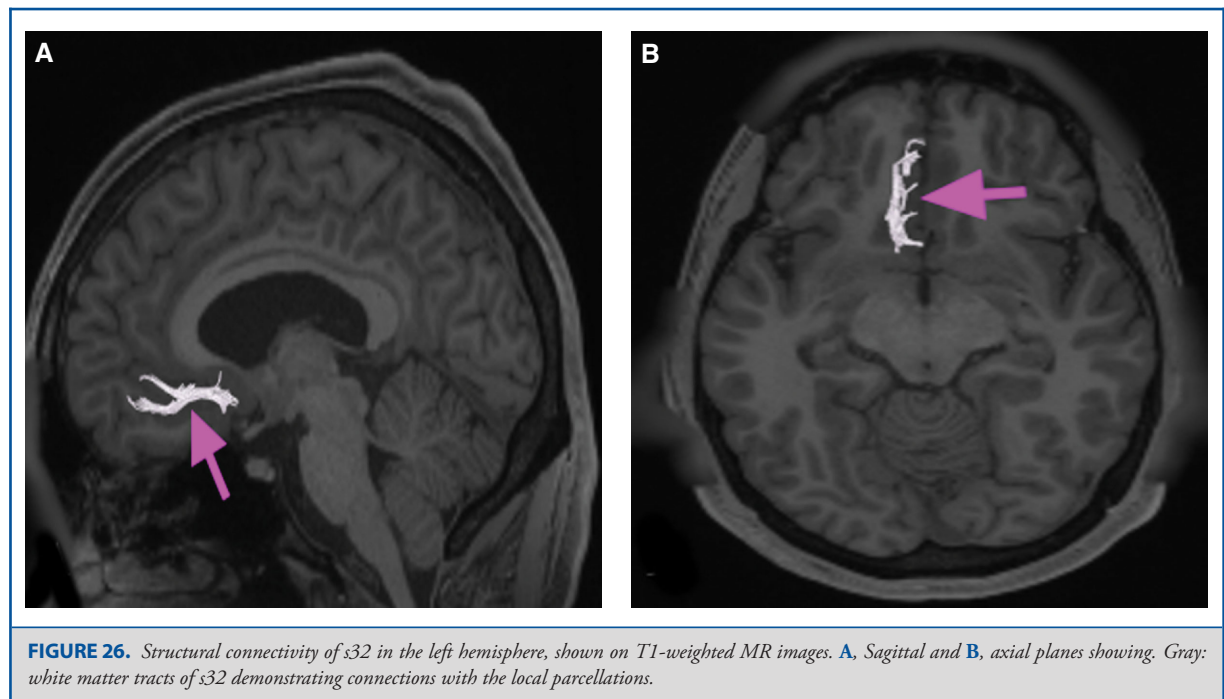 A
B
FIGURE 26. Structural connectivity of s32 in the left hemisphere, shown on T1-weighted MR images. A, Sagittal and B, axial planes showing. Gray:
white matter tracts of s32 demonstrating connections with the local parcellations.